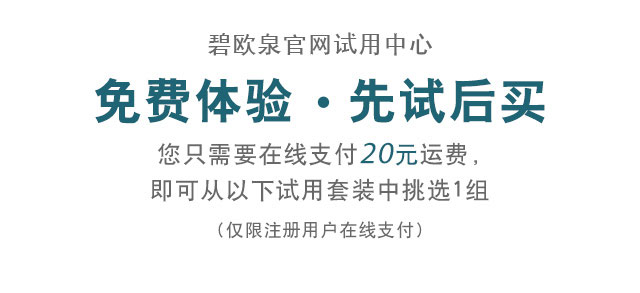 碧欧泉官网试用中心
免费体验·先试后买
您只需要在线支付20元运费，
即可从以下试用套装中挑选1组
（仅限注册用户在线支付）